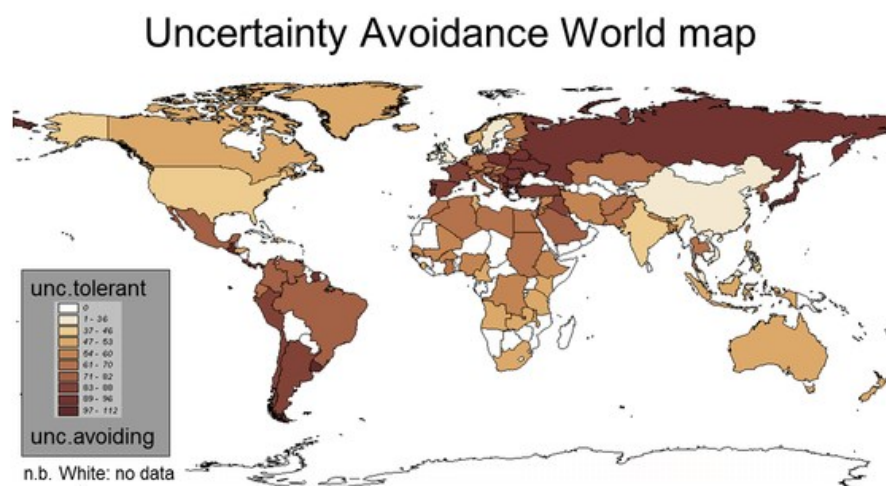 Uncertainty Avoidance World map
unc.tolerant
0
1 - 36
37 - 46
47 - 53
54 - 60
61 - 70
71 - 82
83 - 88
89 - 96
97 - 112
unc.avoiding
n.b. White: no data